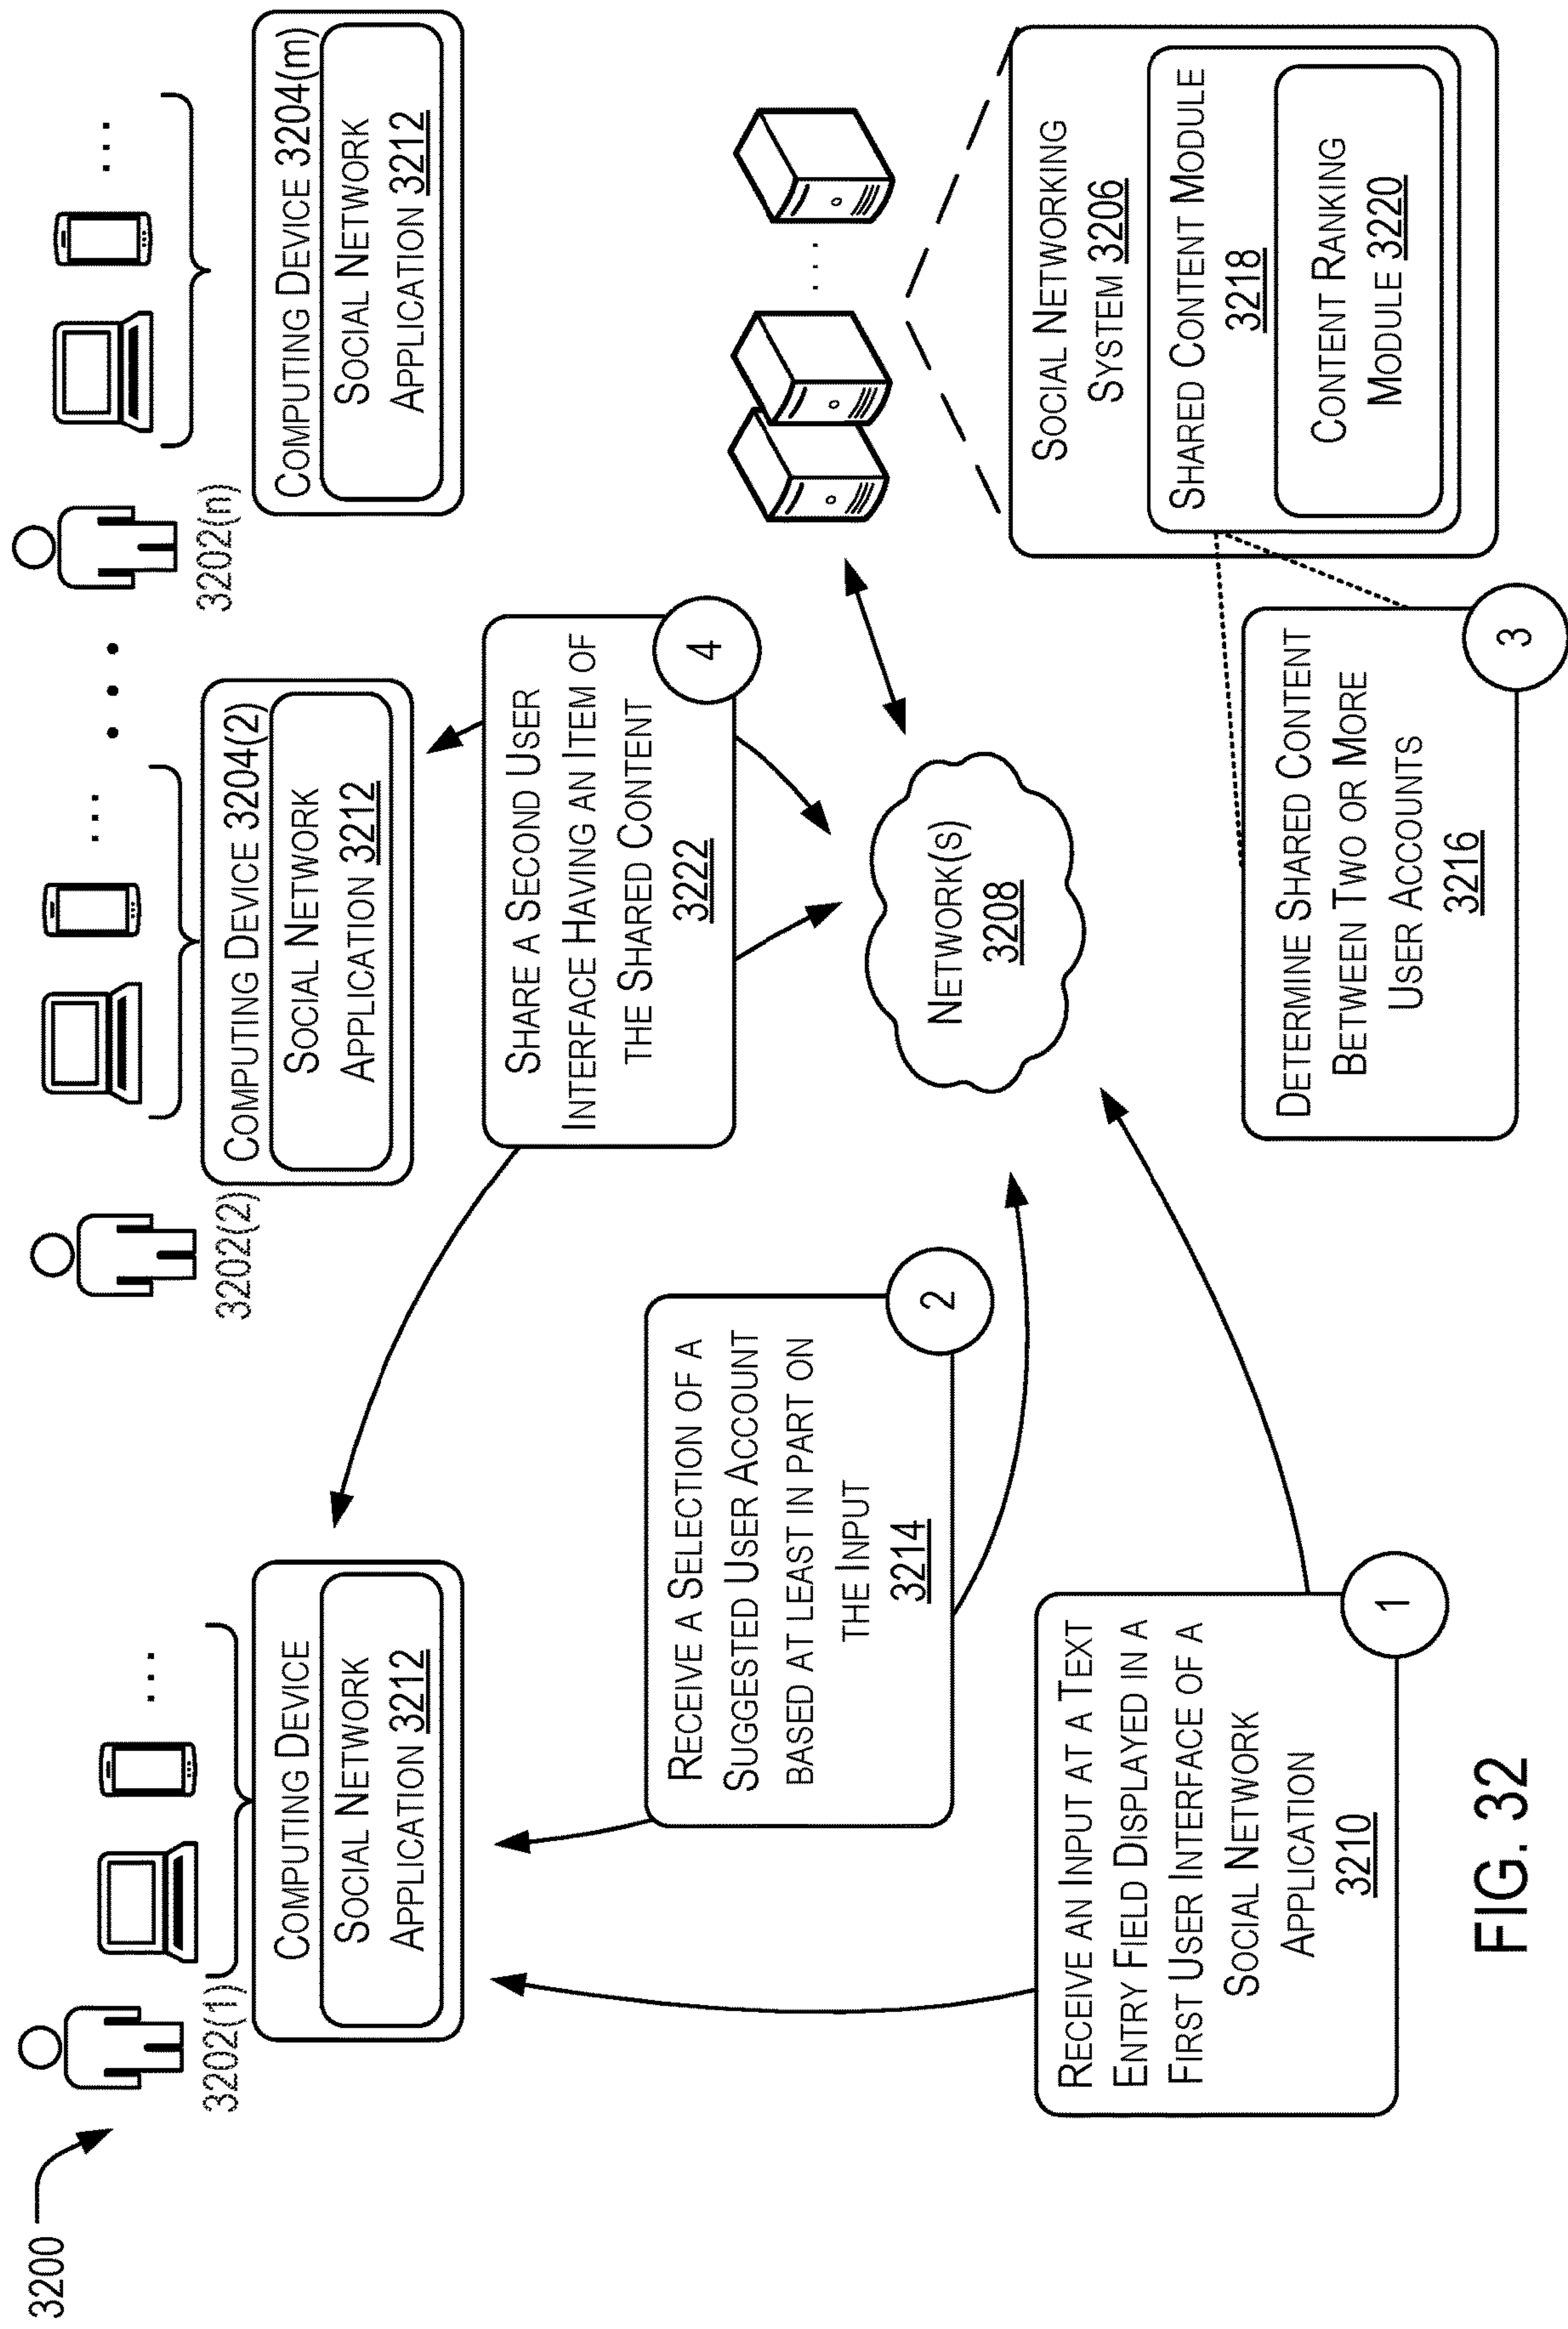 3200
3202(1)
3202(2)
3202(n)
COMPUTING DEVICE
SOCIAL NETWORK
APPLICATION 3212
COMPUTING DEVICE 3204(2)
SOCIAL NETWORK
APPLICATION 3212
COMPUTING DEVICE 3204(m)
SOCIAL NETWORK
APPLICATION 3212
SHARE A SECOND USER
INTERFACE HAVING AN ITEM OF
THE SHARED CONTENT
3222
4
RECEIVE A SELECTION OF A
SUGGESTED USER ACCOUNT
BASED AT LEAST IN PART ON
THE INPUT
3214
2
NETWORK(S)
3208
RECEIVE AN INPUT AT A TEXT
ENTRY FIELD DISPLAYED IN A
FIRST USER INTERFACE OF A
SOCIAL NETWORK
APPLICATION
3210
1
DETERMINE SHARED CONTENT
BETWEEN TWO OR MORE
USER ACCOUNTS
3216
3
SOCIAL NETWORKING
SYSTEM 3206
SHARED CONTENT MODULE
3218
CONTENT RANKING
MODULE 3220
FIG. 32